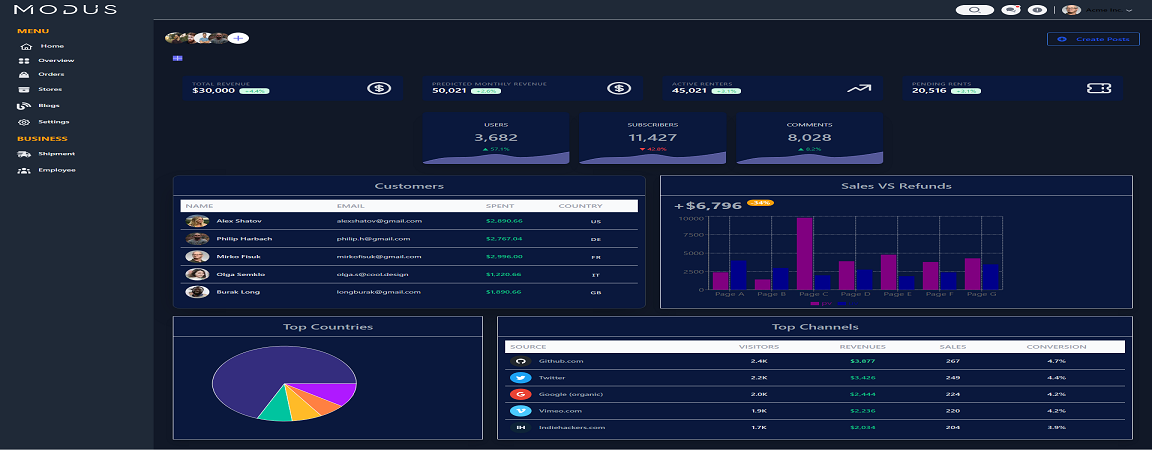 MODUS
Acme Inc.
MENU
Home
Overview
Orders
Stores
Blogs
Settings
BUSINESS
Shipment
Employee
Create Posts
TOTAL REVENUE
$30,000 +4.4%
PREDICTED MONTHLY REVENUE
50,021 +2.6%
ACTIVE RENTERS
45,021 +3.1%
PENDING RENTS
20,516 +3.1%
USERS
3,682
57.1%
SUBSCRIBERS
11,427
42.8%
COMMENTS
8,028
8.2%
Customers
NAME EMAIL SPENT COUNTRY
Alex Shatov alexshatov@gmail.com $2,890.66 US
Philip Harbach philip.h@gmail.com $2,767.04 DE
Mirko Fisuk mirkofisuk@gmail.com $2,996.00 FR
Olga Semklo olga.s@cool.design $1,220.66 IT
Burak Long longburak@gmail.com $1,890.66 GB
Sales VS Refunds
+$6,796 -34%
10000
7500
5000
2500
0
Page A Page B Page C Page D Page E Page F Page G
Top Countries
Top Channels
SOURCE VISITORS REVENUES SALES CONVERSION
Github.com 2.4K $3,877 267 4.7%
Twitter 2.2K $3,426 249 4.4%
Google (organic) 2.0K $2,444 224 4.2%
Vimeo.com 1.9K $2,236 220 4.2%
IH Indiehackers.com 1.7K $2,034 204 3.9%